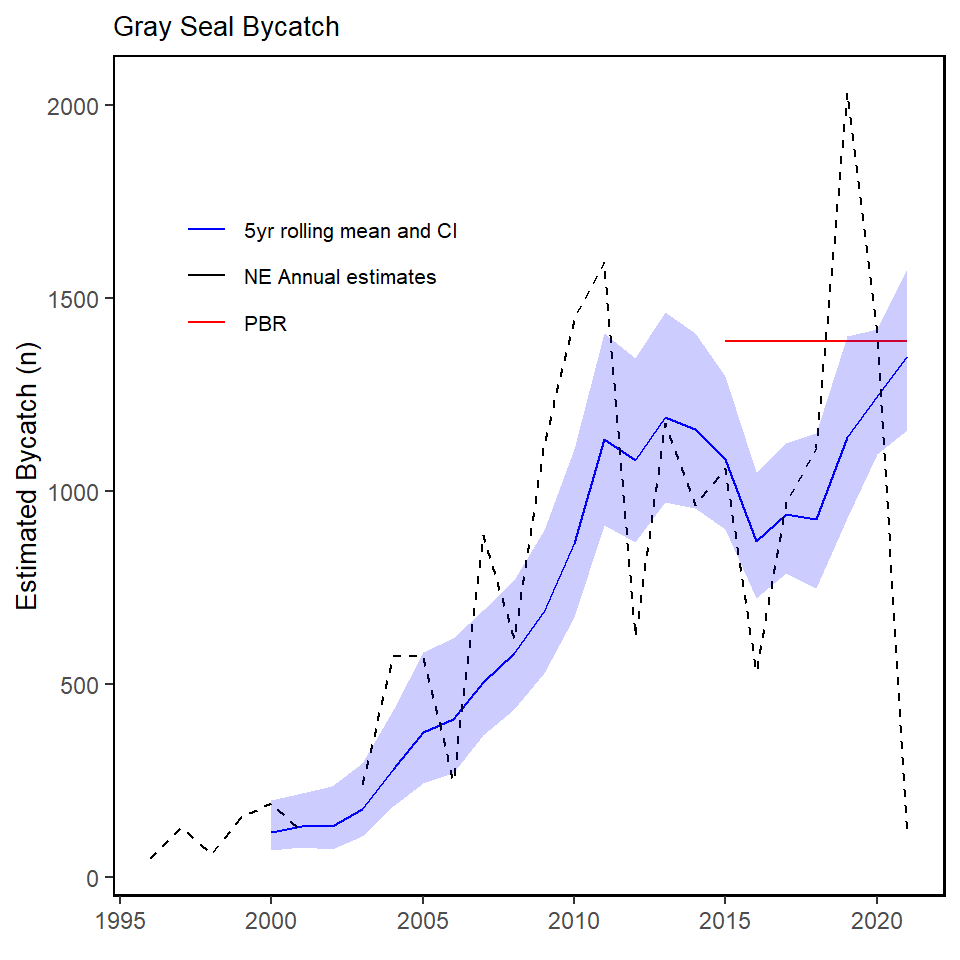 Gray Seal Bycatch
Estimated Bycatch (n)
2000
1500
1000
500
0
5yr rolling mean and CI
NE Annual estimates
PBR
1995 2000 2005 2010 2015 2020